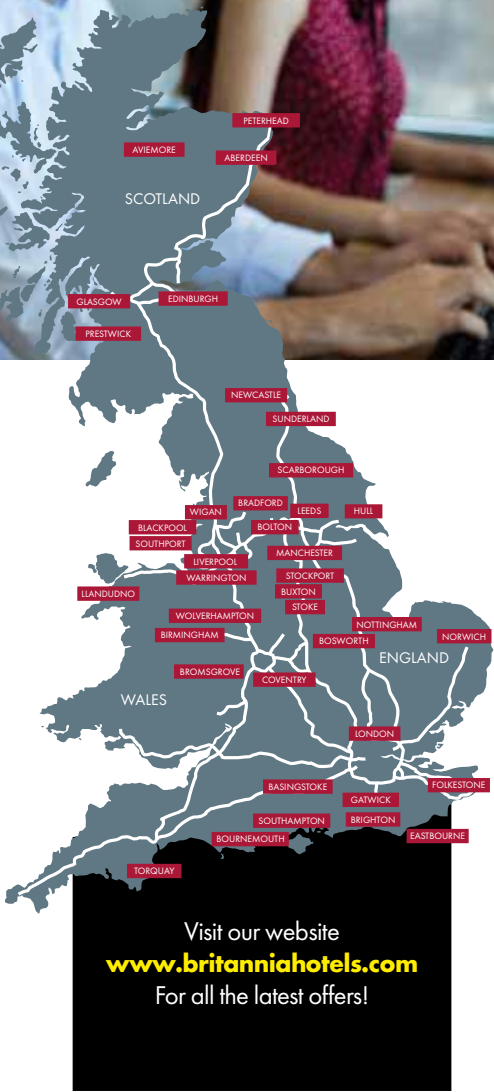 PETERHEAD
AVIEMORE
ABERDEEN
SCOTLAND
GLASGOW
EDINBURGH
PRESTWICK
NEWCASTLE
SUNDERLAND
SCARBOROUGH
BRADFORD
WIGAN
LEEDS
HULL
BLACKPOOL
BOLTON
SOUTHPORT
MANCHESTER
LIVERPOOL
WARRINGTON
STOCKPORT
LLANDUDNO
BUXTON
STOKE
WOLVERHAMPTON
NOTTINGHAM
BIRMINGHAM
BOSWORTH
NORWICH
ENGLAND
BROMSGROVE
COVENTRY
WALES
LONDON
BASINGSTOKE
FOLKESTONE
GATWICK
SOUTHAMPTON
BRIGHTON
BOURNEMOUTH
EASTBOURNE
TORQUAY
Visit our website
www.britanniahotels.com
For all the latest offers!